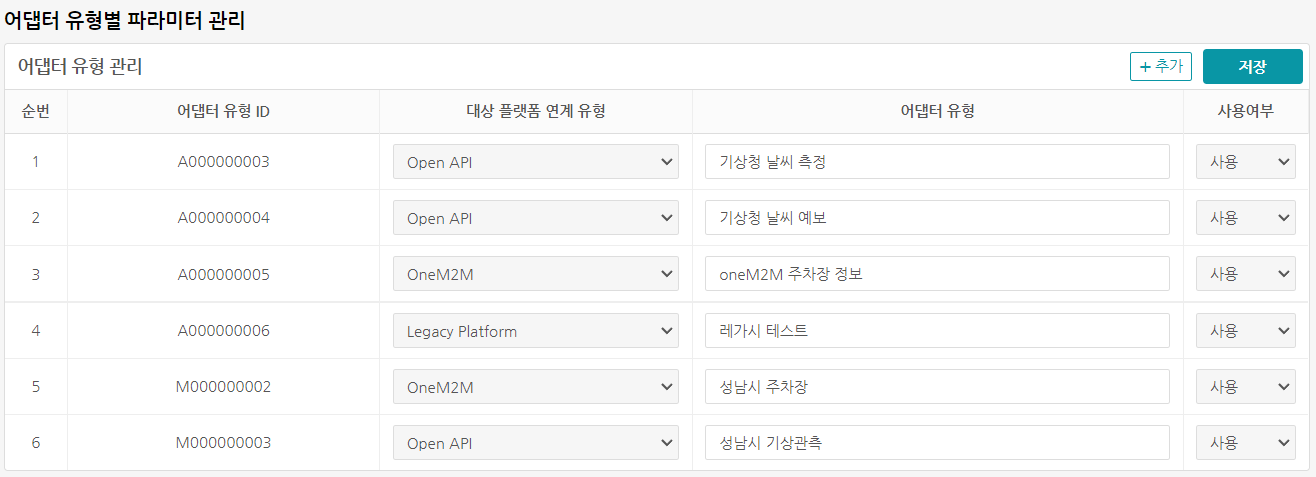 어댑터 유형별 파라미터 관리
어댑터 유형 관리 + 추가 저장
순번 어댑터 유형 ID 대상 플랫폼 연계 유형 어댑터 유형 사용여부
1 A000000003 Open API 기상청 날씨 측정 사용
2 A000000004 Open API 기상청 날씨 예보 사용
3 A000000005 OneM2M oneM2M 주차장 정보 사용
4 A000000006 Legacy Platform 레가시 테스트 사용
5 M000000002 OneM2M 성남시 주차장 사용
6 M000000003 Open API 성남시 기상관측 사용